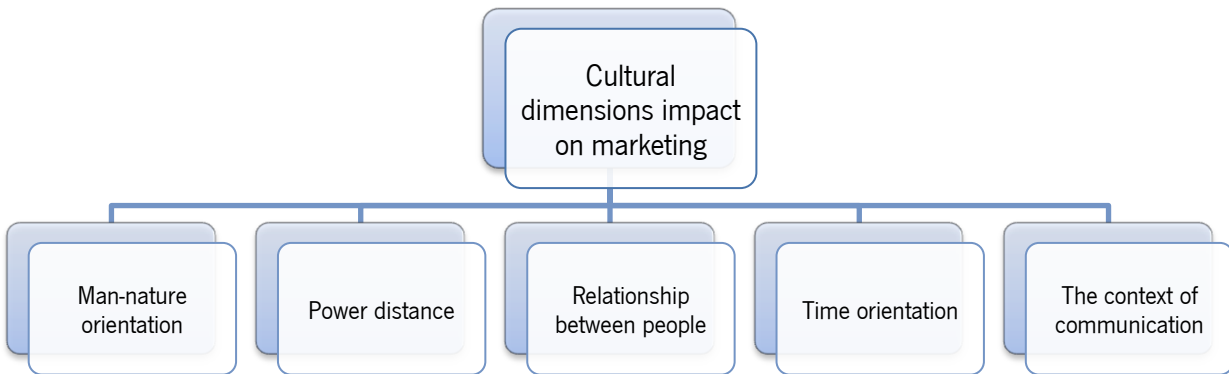 Cultural
dimensions impact
on marketing
Man-nature
orientation
Power distance
Relationship
between people
Time orientation
The context of
communication